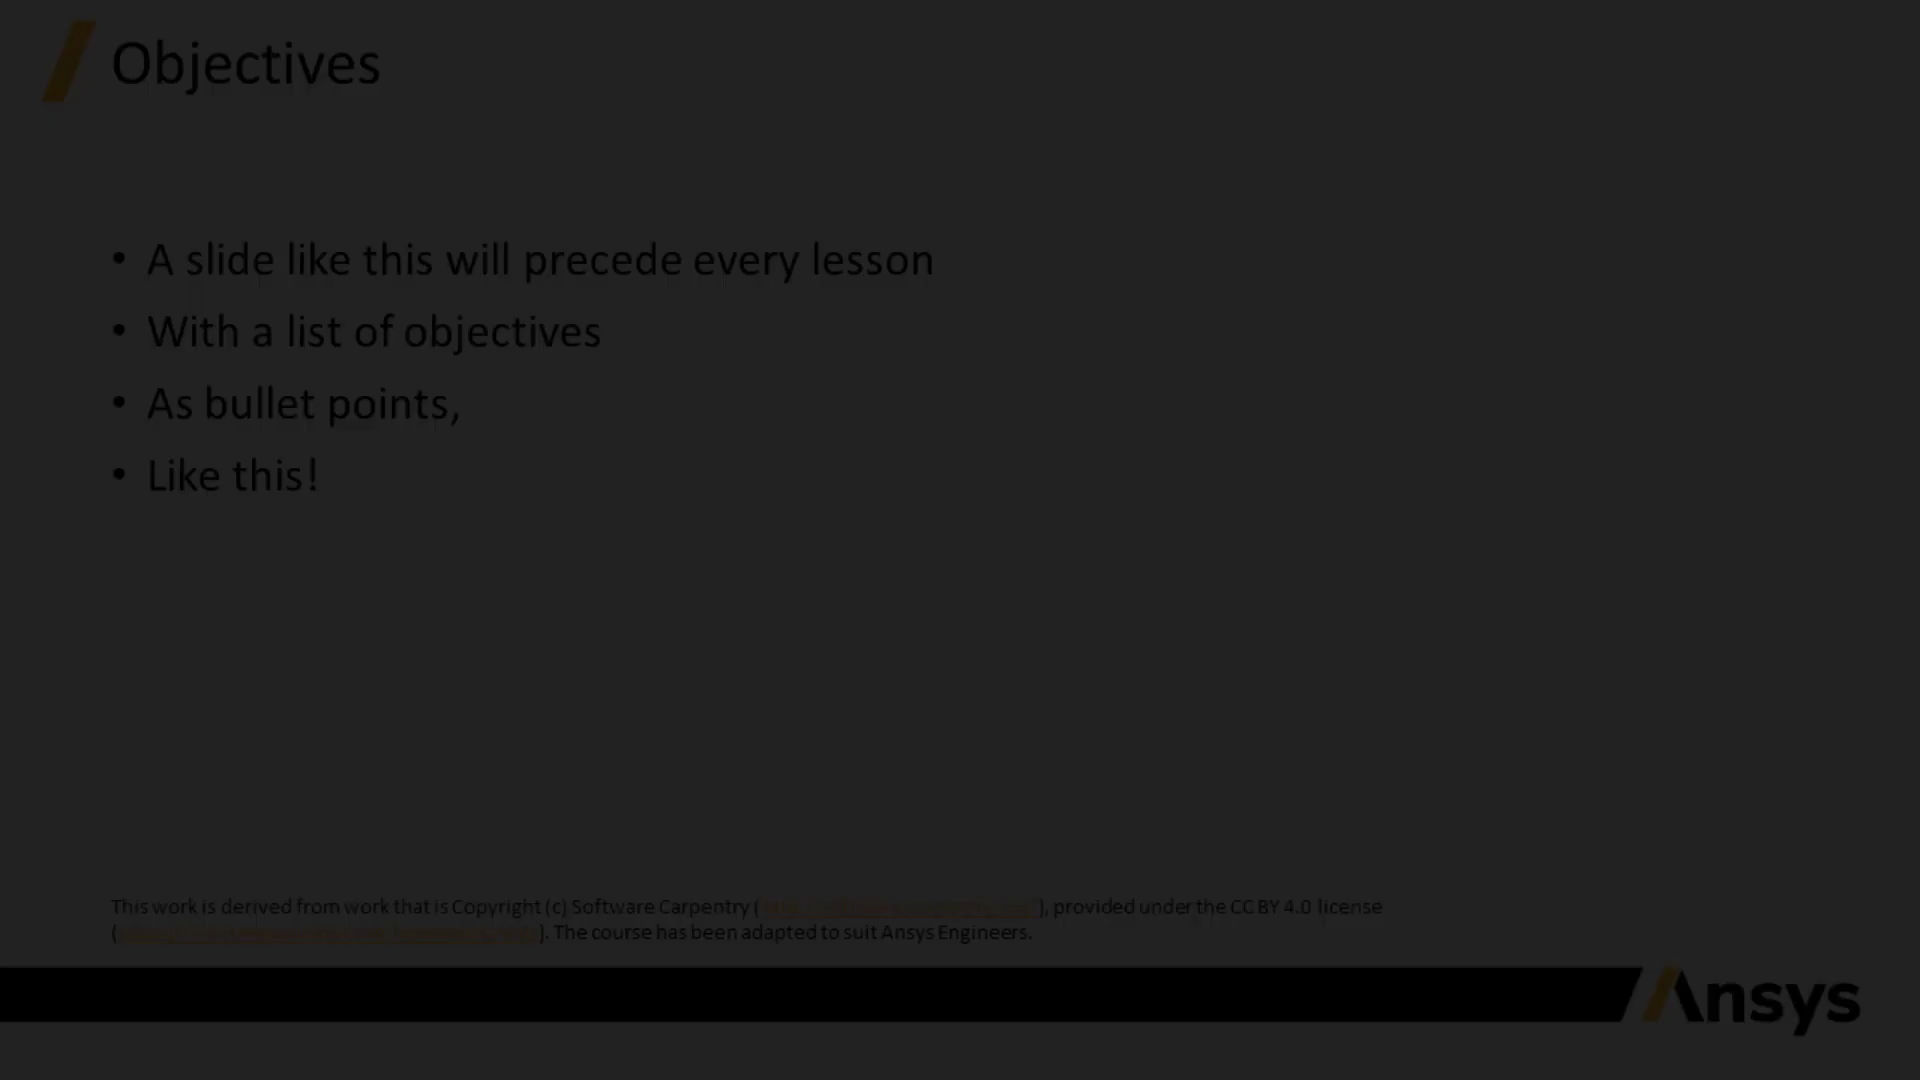 Objectives
• A slide like this will precede every lesson
• With a list of objectives
• As bullet points,
• Like this!
This work is derived from work that is Copyright (c) Software Carpentry ( ), provided under the CC BY 4.0 license
( ). The course has been adapted to suit Ansys Engineers.
Ansys